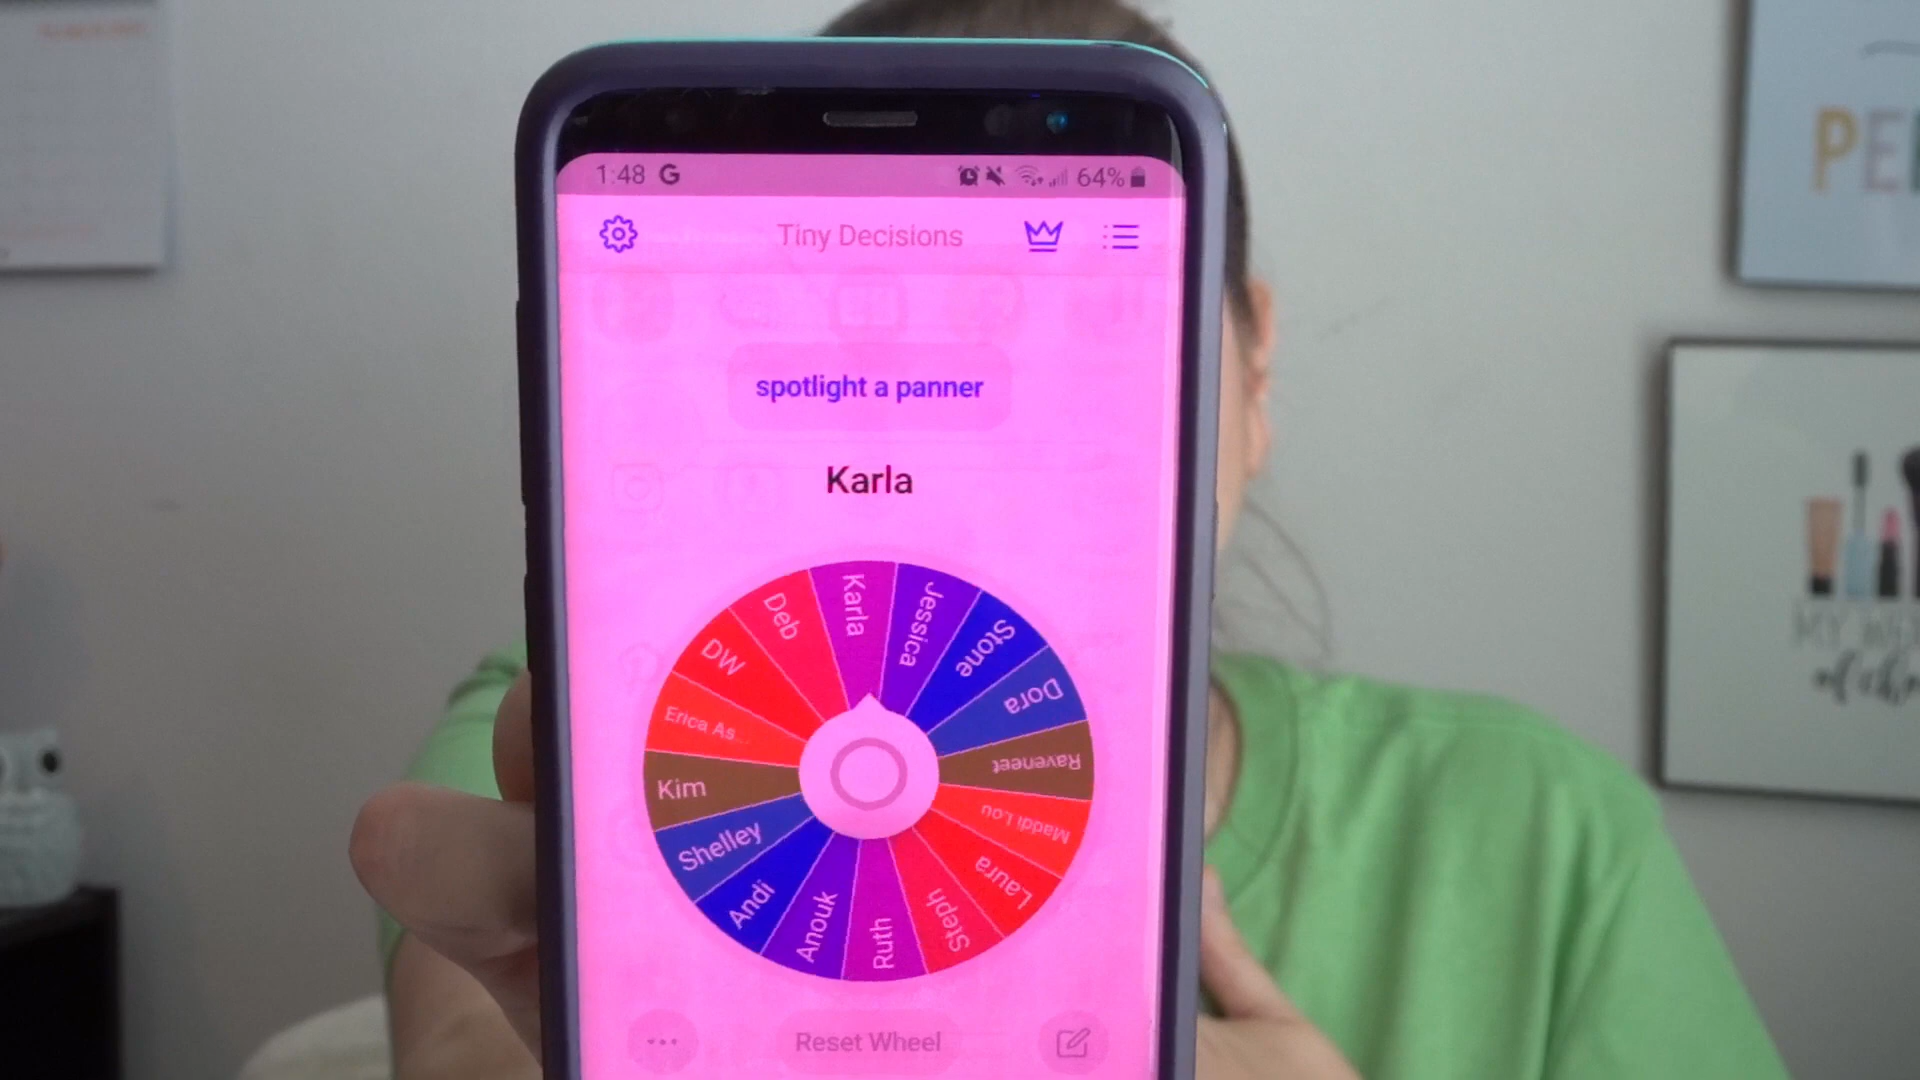 1:48 G 64%
Tiny Decisions
spotlight a panner
Karla
Karla
Jessica
Stone
Dora
Raveneet
Maddi Lou
Laura
Steph
Ruth
Anouk
Andi
Shelley
Kim
Erica As...
DW
Deb
Reset Wheel